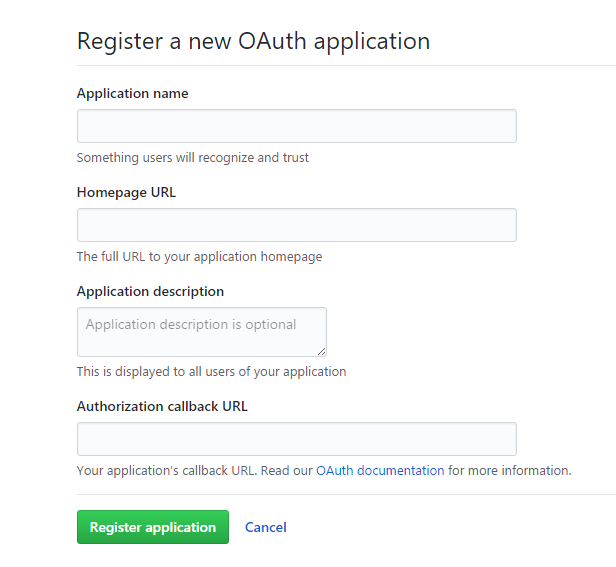 Register a new OAuth application
Application name
Something users will recognize and trust
Homepage URL
The full URL to your application homepage
Application description
Application description is optional
This is displayed to all users of your application
Authorization callback URL
Your application's callback URL. Read our OAuth documentation for more information.
Register application Cancel